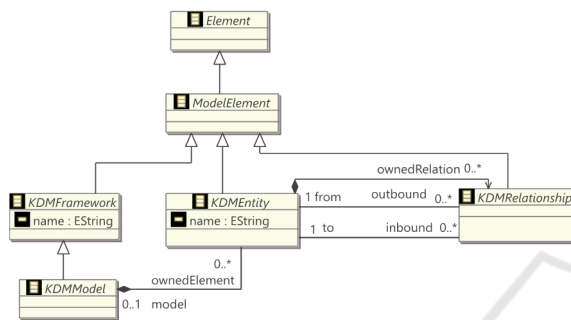 Element
ModelElement
ownedRelation 0..*
KDMFramework
name : EString
KDMEntity
name : EString
1 from outbound 0..*
1 to inbound 0..*
KDMRelationship
0..*
ownedElement
KDMModel
0..1 model